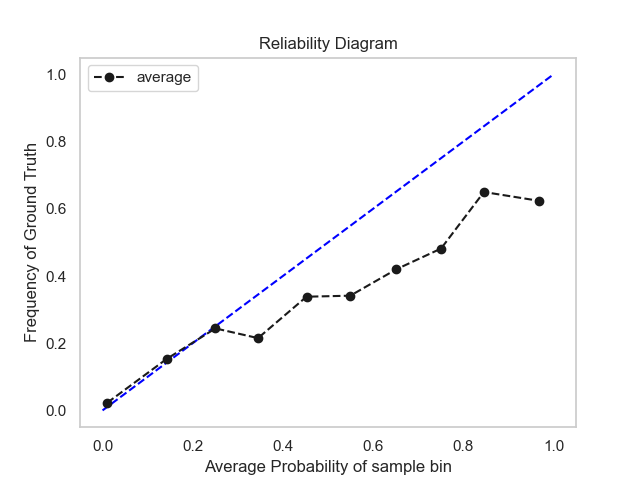 Reliability Diagram
average
1.0
0.8
0.6
0.4
0.2
0.0
Frequency of Ground Truth
0.0 0.2 0.4 0.6 0.8 1.0
Average Probability of sample bin